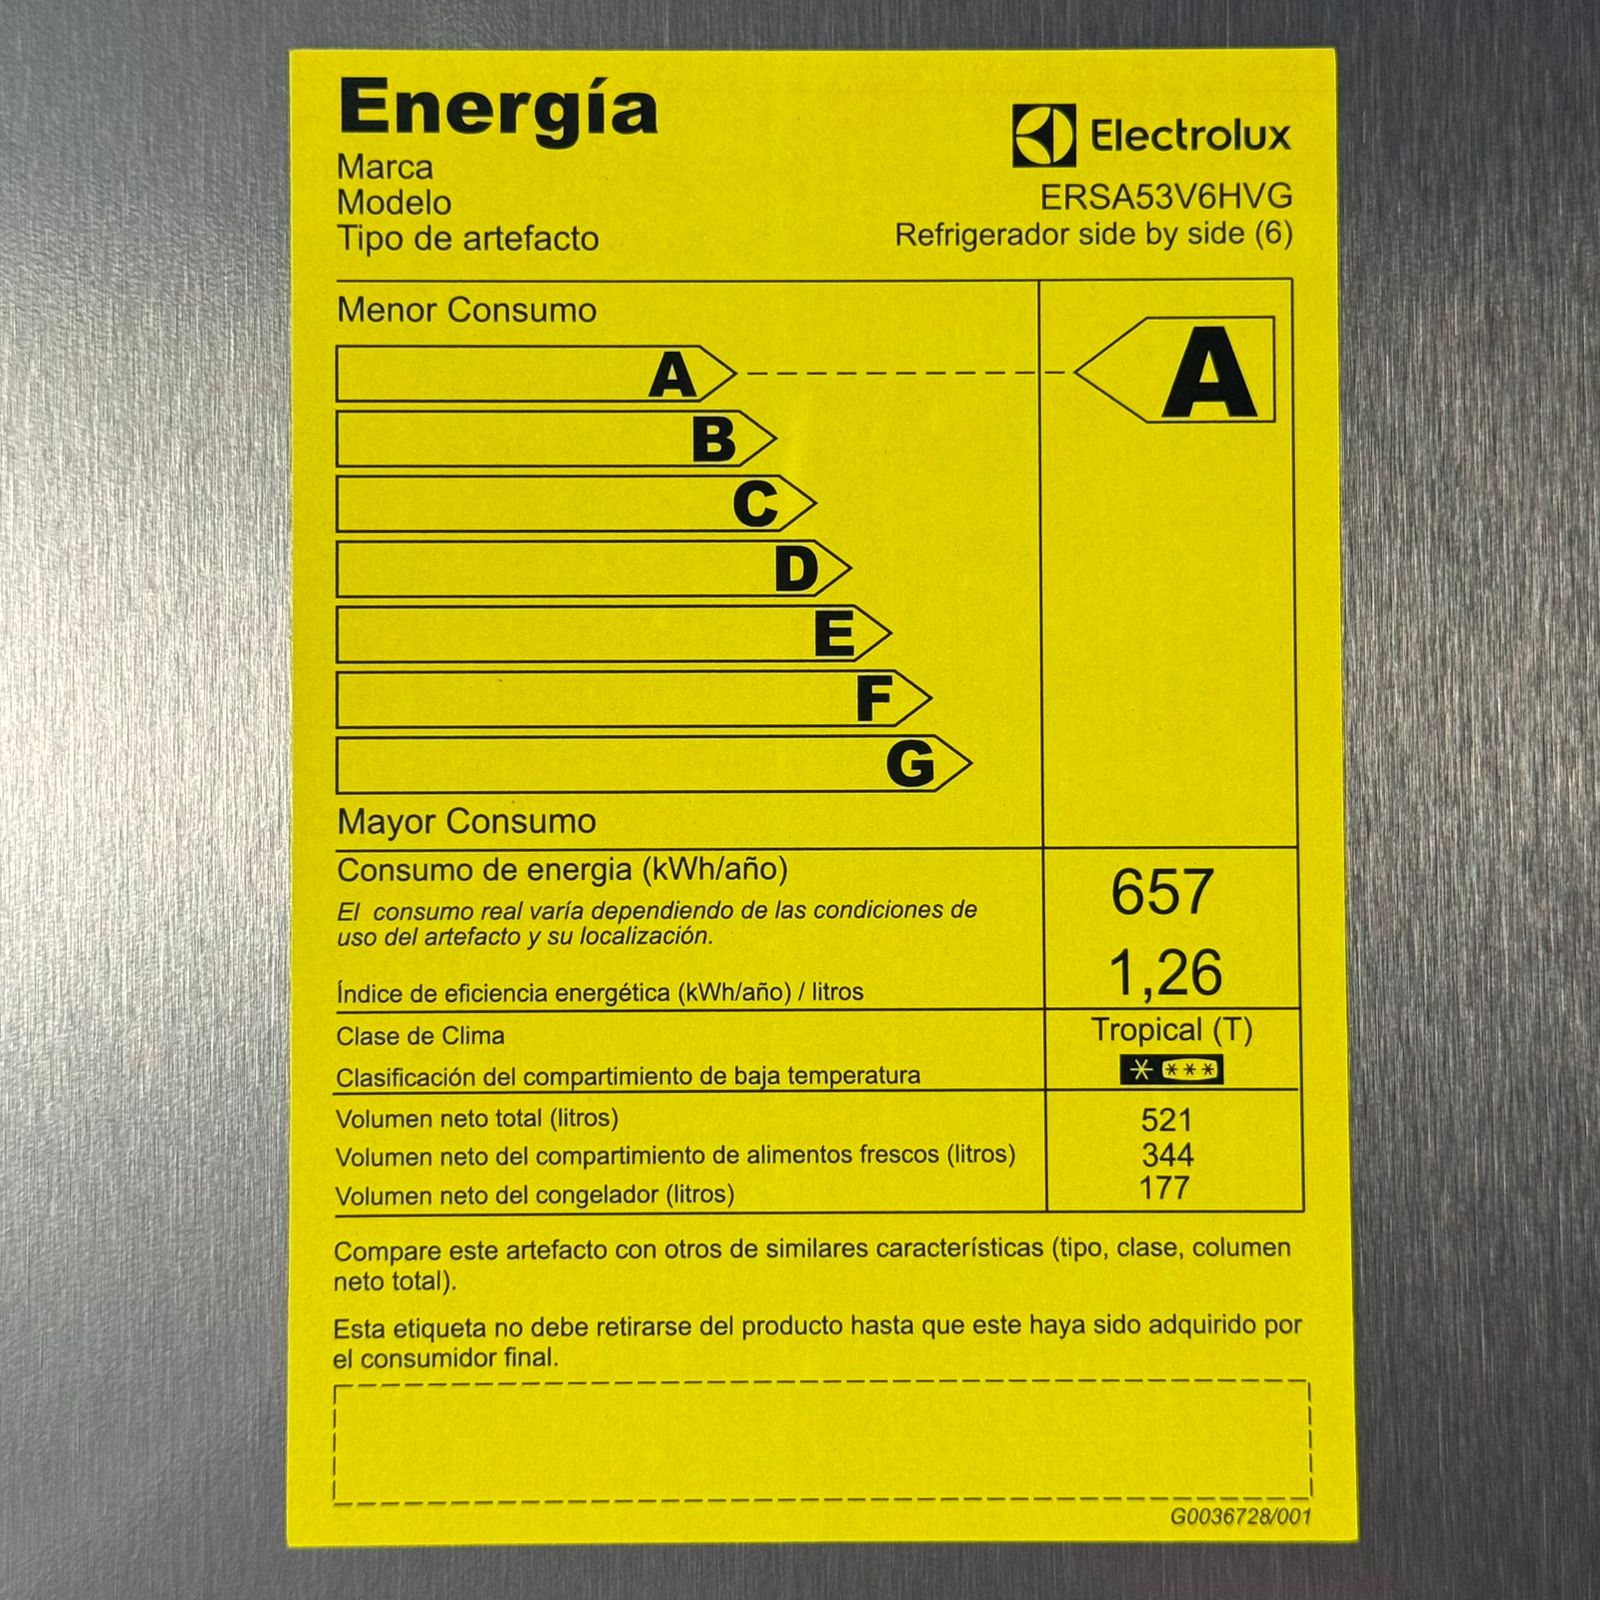 Energía
Electrolux
Marca
Modelo
ERSA53V6HVG
Tipo de artefacto
Refrigerador side by side (6)
Menor Consumo
A
A
B
C
D
E
F
G
Mayor Consumo
Consumo de energia (kWh/año)
657
El consumo real varía dependiendo de las condiciones de
uso del artefacto y su localización.
Índice de eficiencia energética (kWh/año) / litros
1,26
Clase de Clima
Tropical (T)
Clasificación del compartimiento de baja temperatura
* ***
Volumen neto total (litros)
521
Volumen neto del compartimiento de alimentos frescos (litros)
344
Volumen neto del congelador (litros)
177
Compare este artefacto con otros de similares características (tipo, clase, columen
neto total).
Esta etiqueta no debe retirarse del producto hasta que este haya sido adquirido por
el consumidor final.
G0036728/001